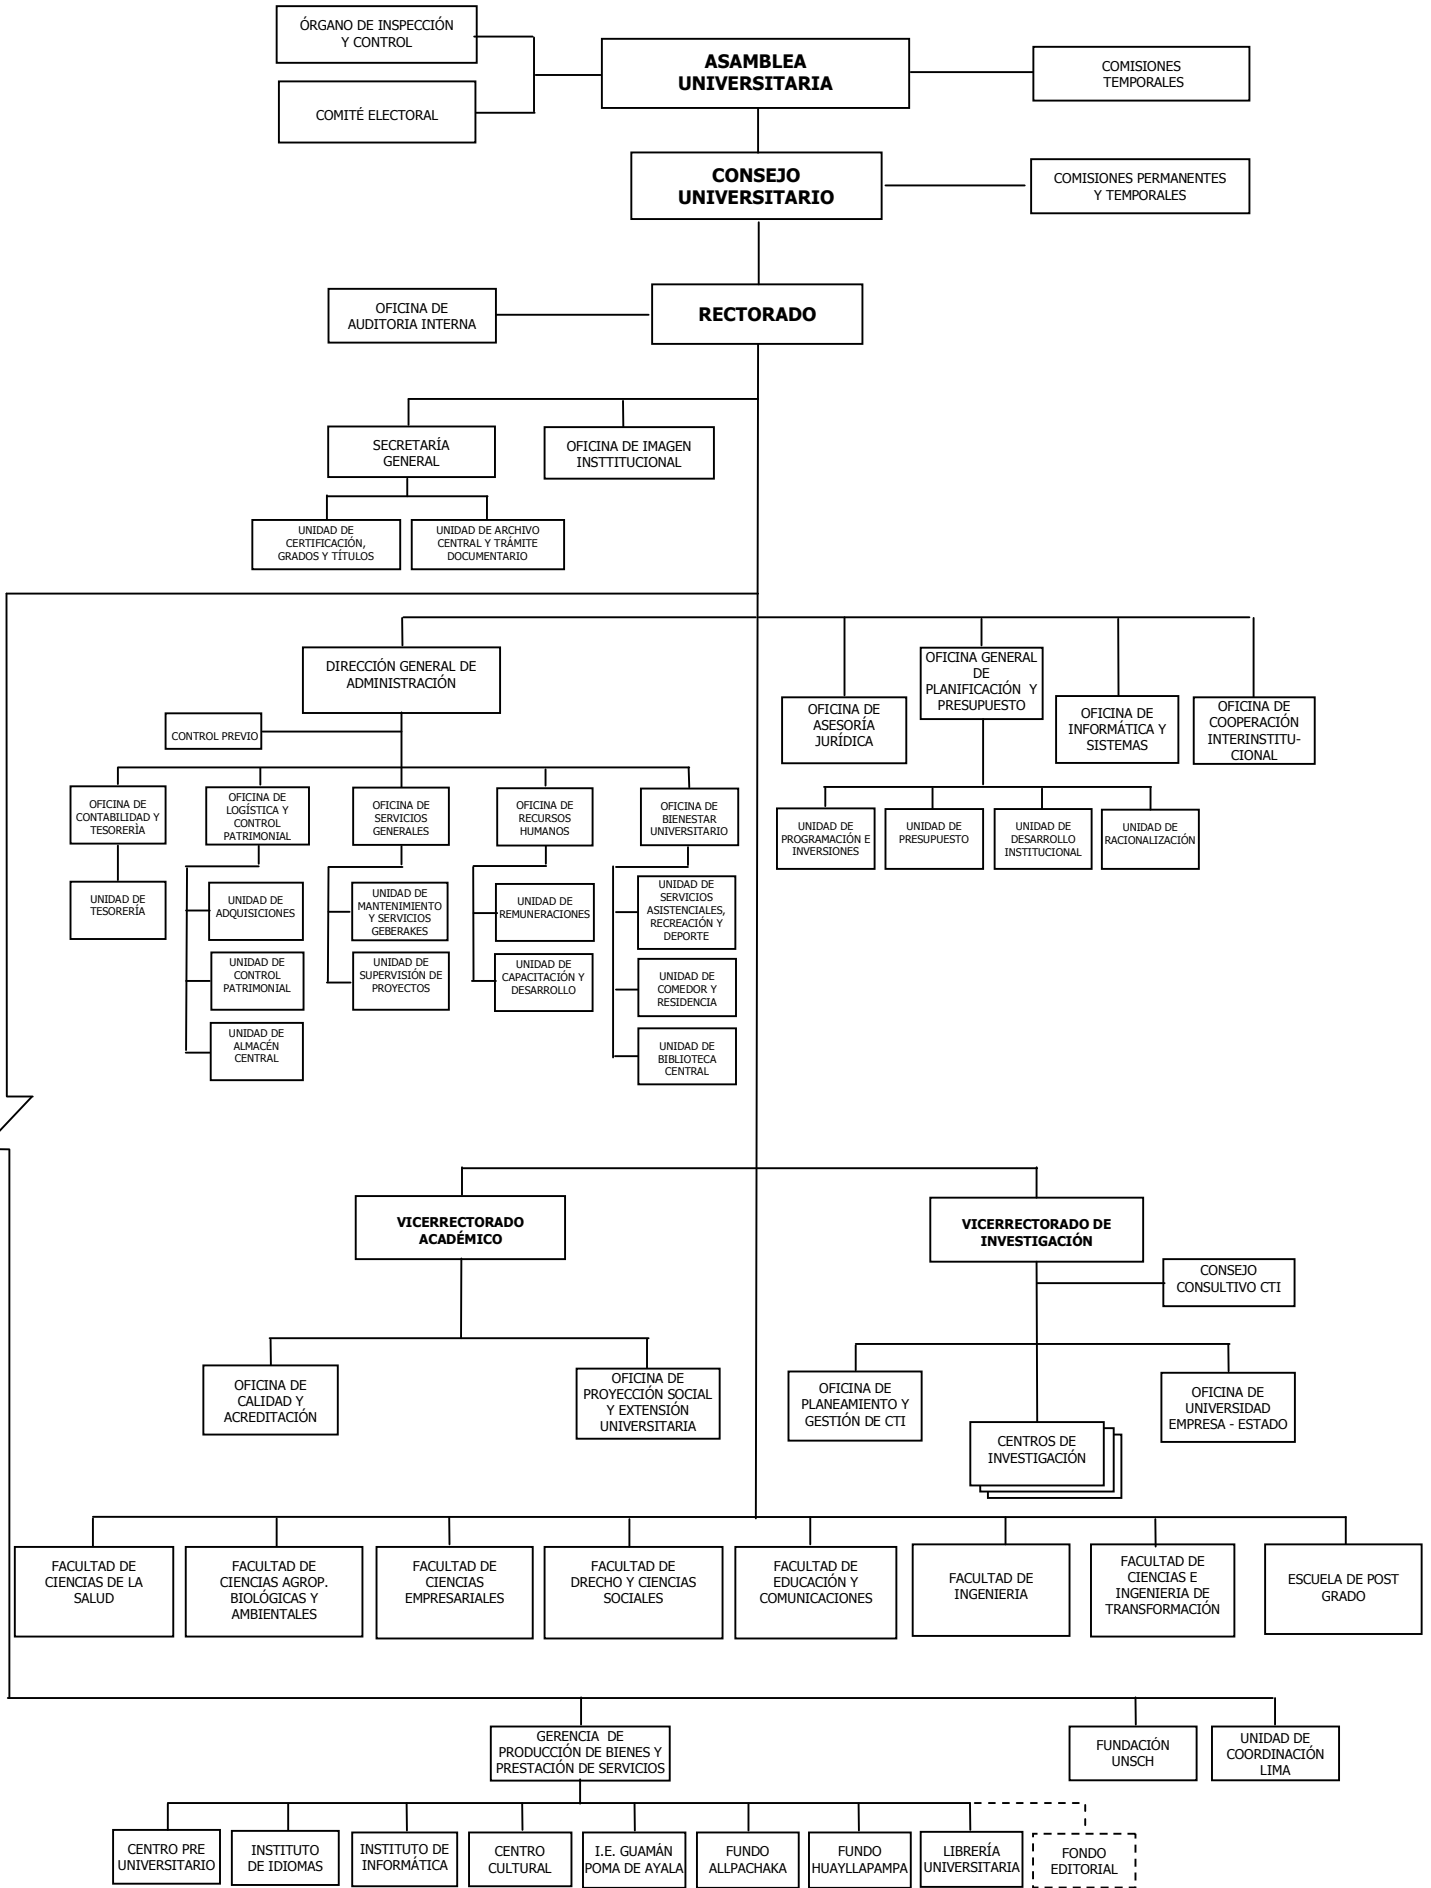 ÓRGANO DE INSPECCIÓN
Y CONTROL
ASAMBLEA
UNIVERSITARIA
COMISIONES
TEMPORALES
COMITÉ ELECTORAL
CONSEJO
UNIVERSITARIO
COMISIONES PERMANENTES
Y TEMPORALES
OFICINA DE
AUDITORIA INTERNA
RECTORADO
SECRETARÍA
GENERAL
OFICINA DE IMAGEN
INSTTITUCIONAL
UNIDAD DE
CERTIFICACIÓN,
GRADOS Y TÍTULOS
UNIDAD DE ARCHIVO
CENTRAL Y TRÁMITE
DOCUMENTARIO
DIRECCIÓN GENERAL DE
ADMINISTRACIÓN
OFICINA DE
ASESORÍA
JURÍDICA
OFICINA GENERAL
DE
PLANIFICACIÓN Y
PRESUPUESTO
OFICINA DE
INFORMÁTICA Y
SISTEMAS
OFICINA DE
COOPERACIÓN
INTERINSTITU-
CIONAL
CONTROL PREVIO
OFICINA DE
CONTABILIDAD Y
TESORERÌA
OFICINA DE
LOGÍSTICA Y
CONTROL
PATRIMONIAL
OFICINA DE
SERVICIOS
GENERALES
OFICINA DE
RECURSOS
HUMANOS
OFICINA DE
BIENESTAR
UNIVERSITARIO
UNIDAD DE
PROGRAMACIÓN E
INVERSIONES
UNIDAD DE
PRESUPUESTO
UNIDAD DE
DESARROLLO
INSTITUCIONAL
UNIDAD DE
RACIONALIZACIÓN
UNIDAD DE
TESORERÍA
UNIDAD DE
ADQUISICIONES
UNIDAD DE
MANTENIMIENTO
Y SERVICIOS
GEBERAKES
UNIDAD DE
REMUNERACIONES
UNIDAD DE
SERVICIOS
ASISTENCIALES,
RECREACIÓN Y
DEPORTE
UNIDAD DE
CONTROL
PATRIMONIAL
UNIDAD DE
SUPERVISIÓN DE
PROYECTOS
UNIDAD DE
CAPACITACIÓN Y
DESARROLLO
UNIDAD DE
COMEDOR Y
RESIDENCIA
UNIDAD DE
ALMACÉN
CENTRAL
UNIDAD DE
BIBLIOTECA
CENTRAL
VICERRECTORADO
ACADÉMICO
VICERRECTORADO DE
INVESTIGACIÓN
CONSEJO
CONSULTIVO CTI
OFICINA DE
CALIDAD Y
ACREDITACIÓN
OFICINA DE
PROYECCIÓN SOCIAL
Y EXTENSIÓN
UNIVERSITARIA
OFICINA DE
PLANEAMIENTO Y
GESTIÓN DE CTI
CENTROS DE
INVESTIGACIÓN
OFICINA DE
UNIVERSIDAD
EMPRESA - ESTADO
FACULTAD DE
CIENCIAS DE LA
SALUD
FACULTAD DE
CIENCIAS AGROP.
BIOLÓGICAS Y
AMBIENTALES
FACULTAD DE
CIENCIAS
EMPRESARIALES
FACULTAD DE
DRECHO Y CIENCIAS
SOCIALES
FACULTAD DE
EDUCACIÓN Y
COMUNICACIONES
FACULTAD DE
INGENIERIA
FACULTAD DE
CIENCIAS E
INGENIERIA DE
TRANSFORMACIÓN
ESCUELA DE POST
GRADO
GERENCIA DE
PRODUCCIÓN DE BIENES Y
PRESTACIÓN DE SERVICIOS
FUNDACIÓN
UNSCH
UNIDAD DE
COORDINACIÓN
LIMA
CENTRO PRE
UNIVERSITARIO
INSTITUTO
DE IDIOMAS
INSTITUTO DE
INFORMÁTICA
CENTRO
CULTURAL
I.E. GUAMÁN
POMA DE AYALA
FUNDO
ALLPACHAKA
FUNDO
HUAYLLAPAMPA
LIBRERÍA
UNIVERSITARIA
FONDO
EDITORIAL